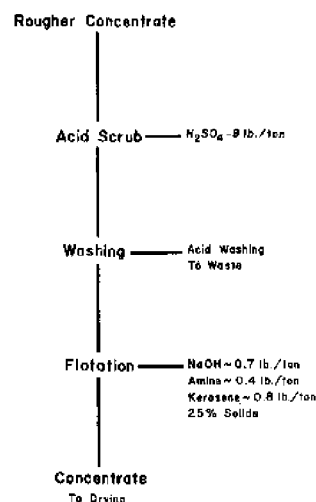 Rougher Concentrate
Acid Scrub
H₂SO₄-8 lb./ton
Washing
Acid Washing
To Waste
Flotation
NaOH ~ 0.7 lb./ton
Amine ~ 0.4 lb./ton
Kerosene ~ 0.8 lb./ton
25% Solids
Concentrate
To Drying